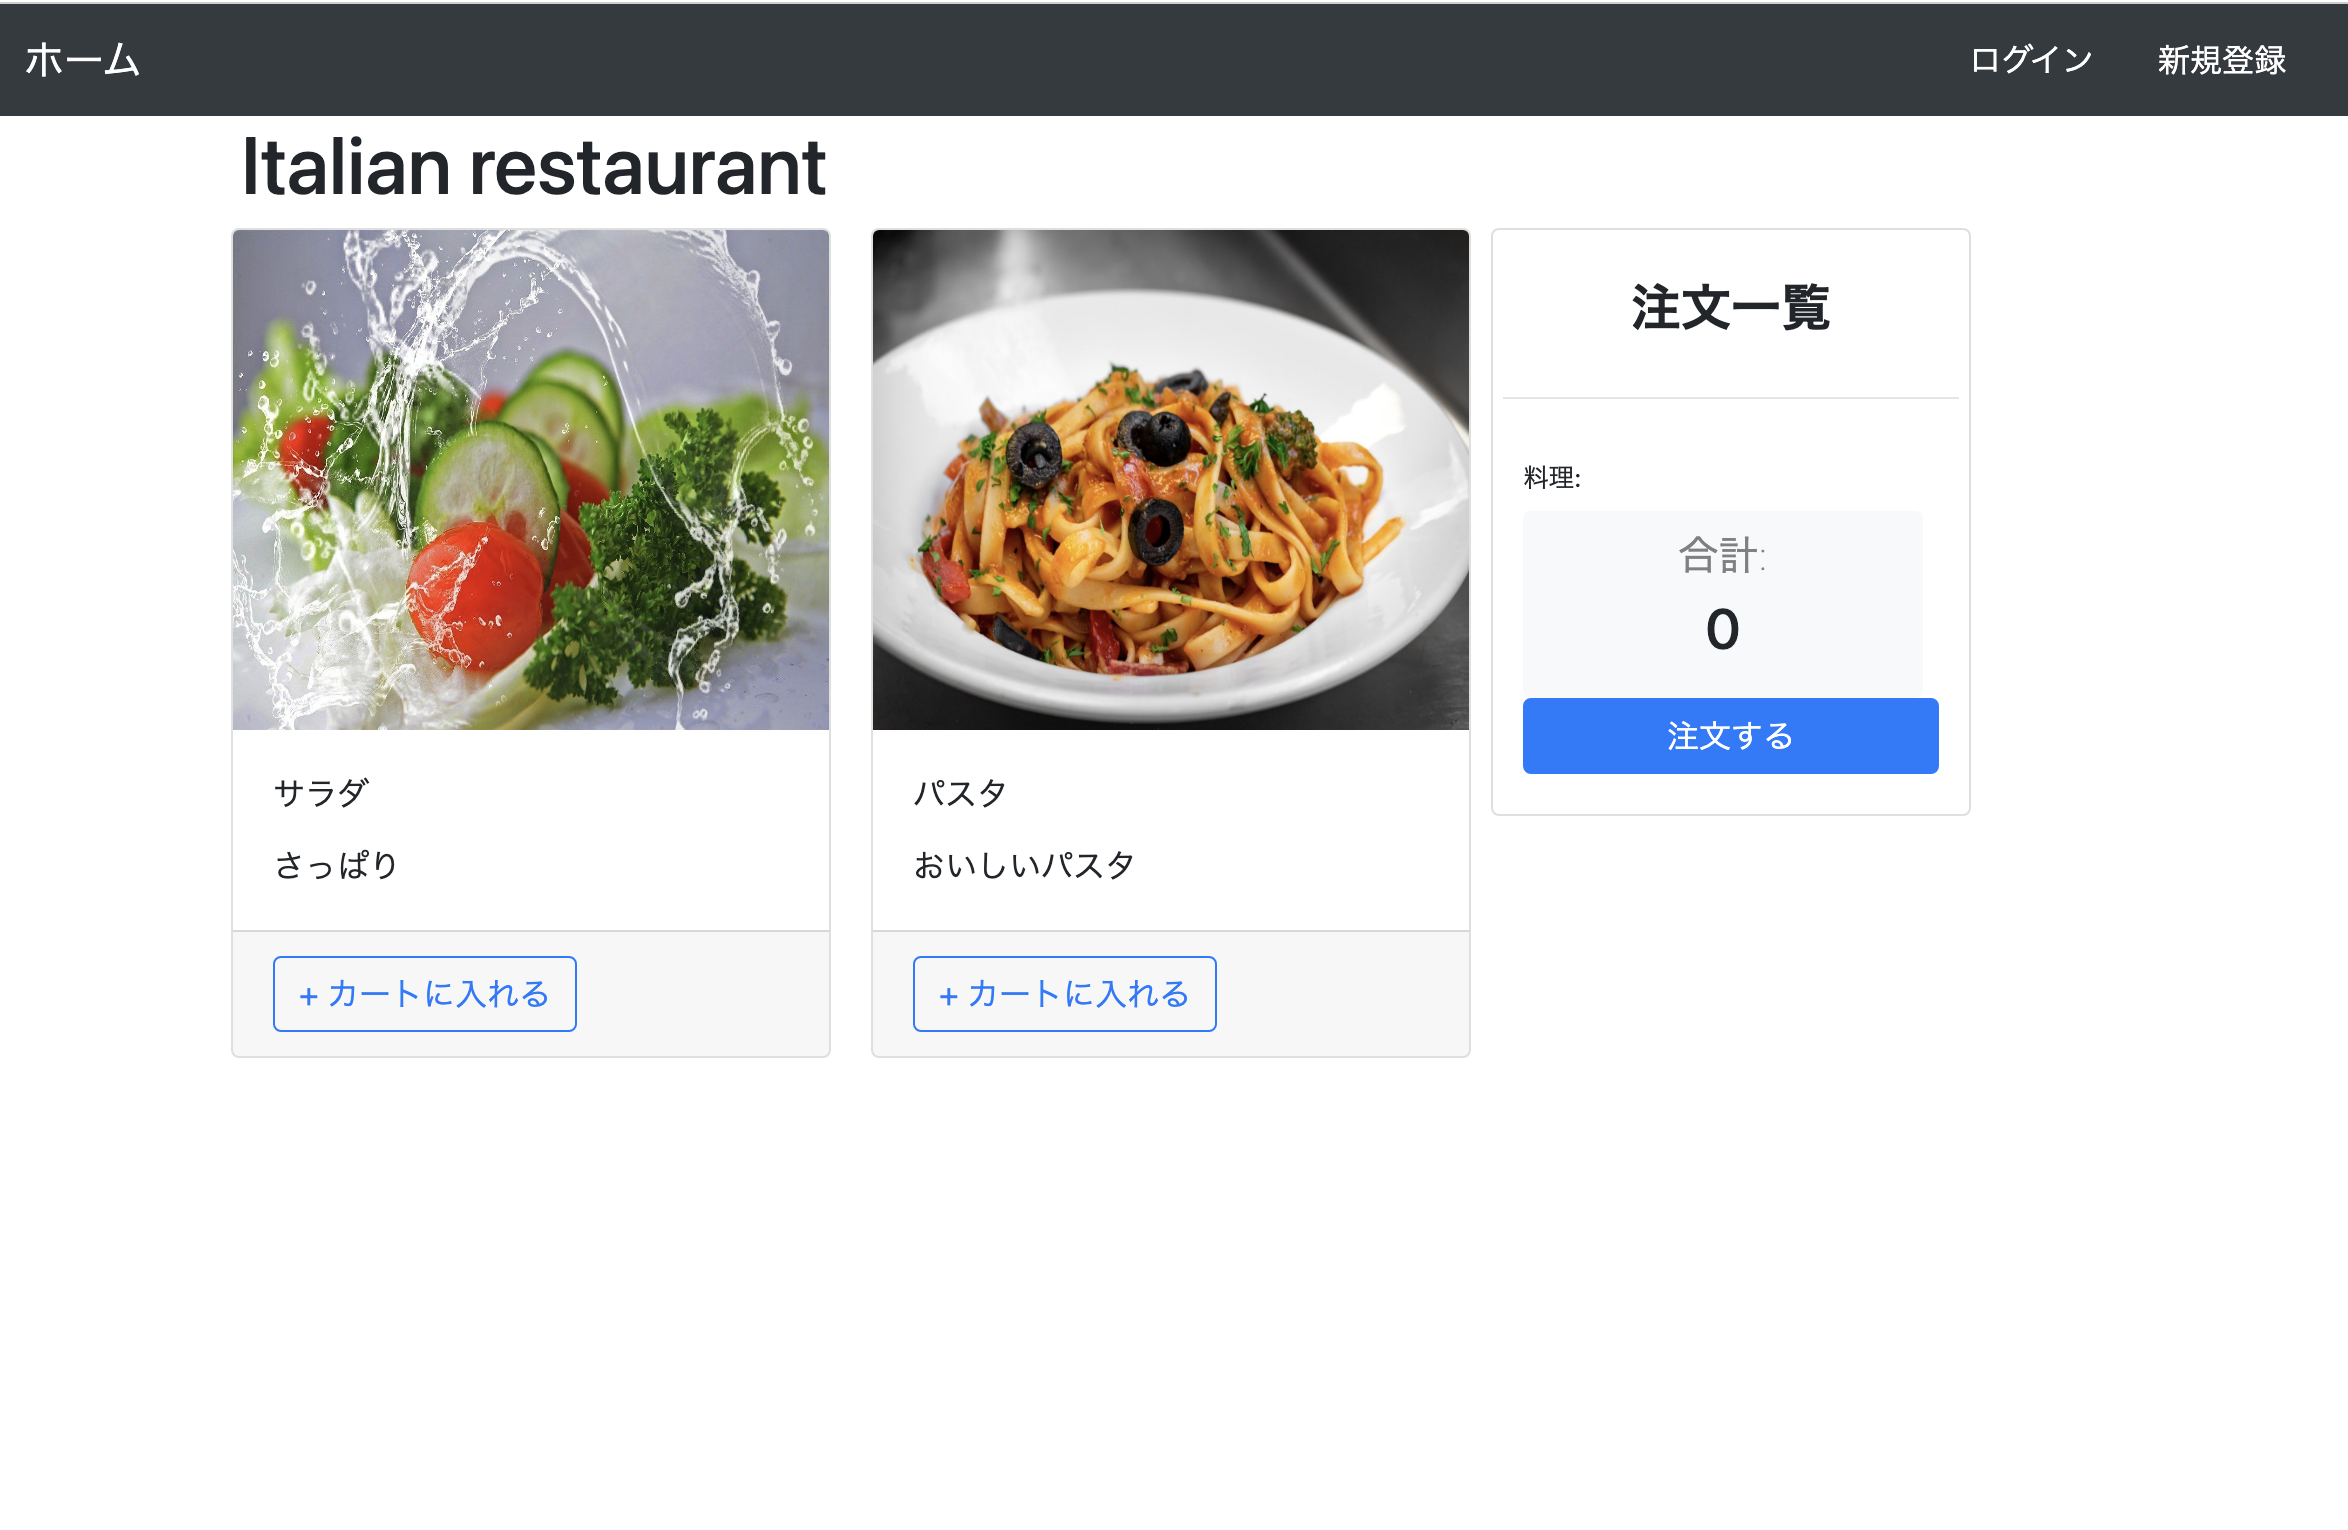 ホーム
ログイン
新規登録
Italian restaurant
サラダ
さっぱり
+ カートに入れる
パスタ
おいしいパスタ
+ カートに入れる
注文一覧
料理:
合計:
0
注文する